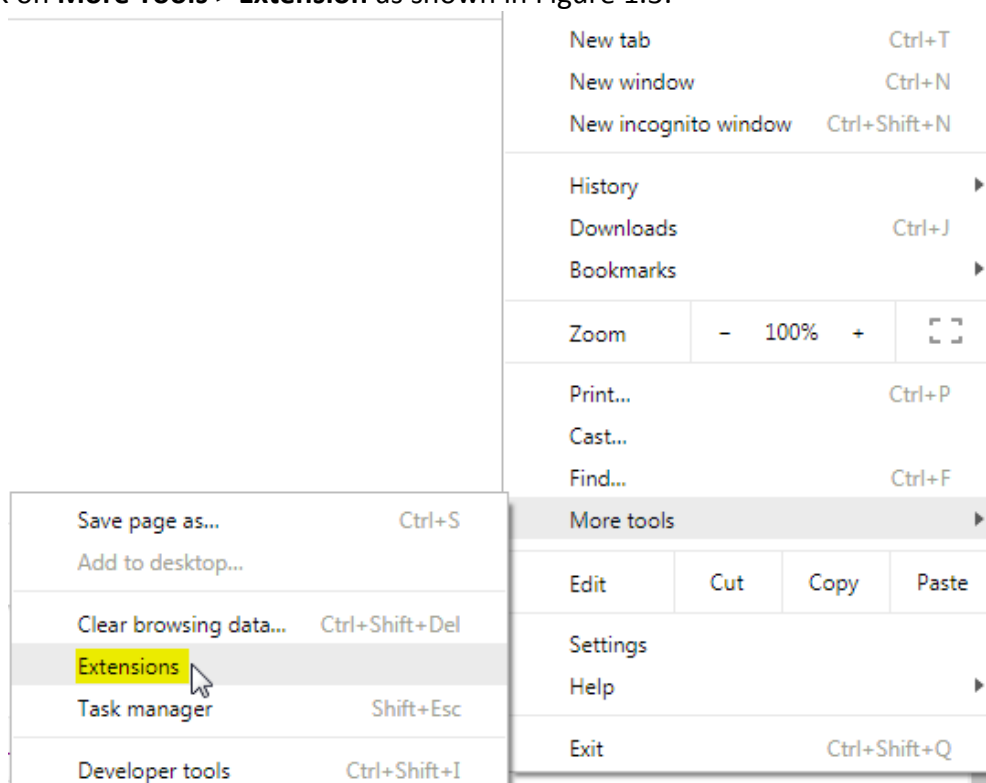 on More Tools > Extension as shown in Figure 1.3.
New tab Ctrl+T
New window Ctrl+N
New incognito window Ctrl+Shift+N
History
Downloads Ctrl+J
Bookmarks
Zoom - 100% +
Print... Ctrl+P
Cast...
Find... Ctrl+F
More tools
Edit Cut Copy Paste
Settings
Help
Exit Ctrl+Shift+Q
Save page as... Ctrl+S
Add to desktop...
Clear browsing data... Ctrl+Shift+Del
Extensions
Task manager Shift+Esc
Developer tools Ctrl+Shift+I